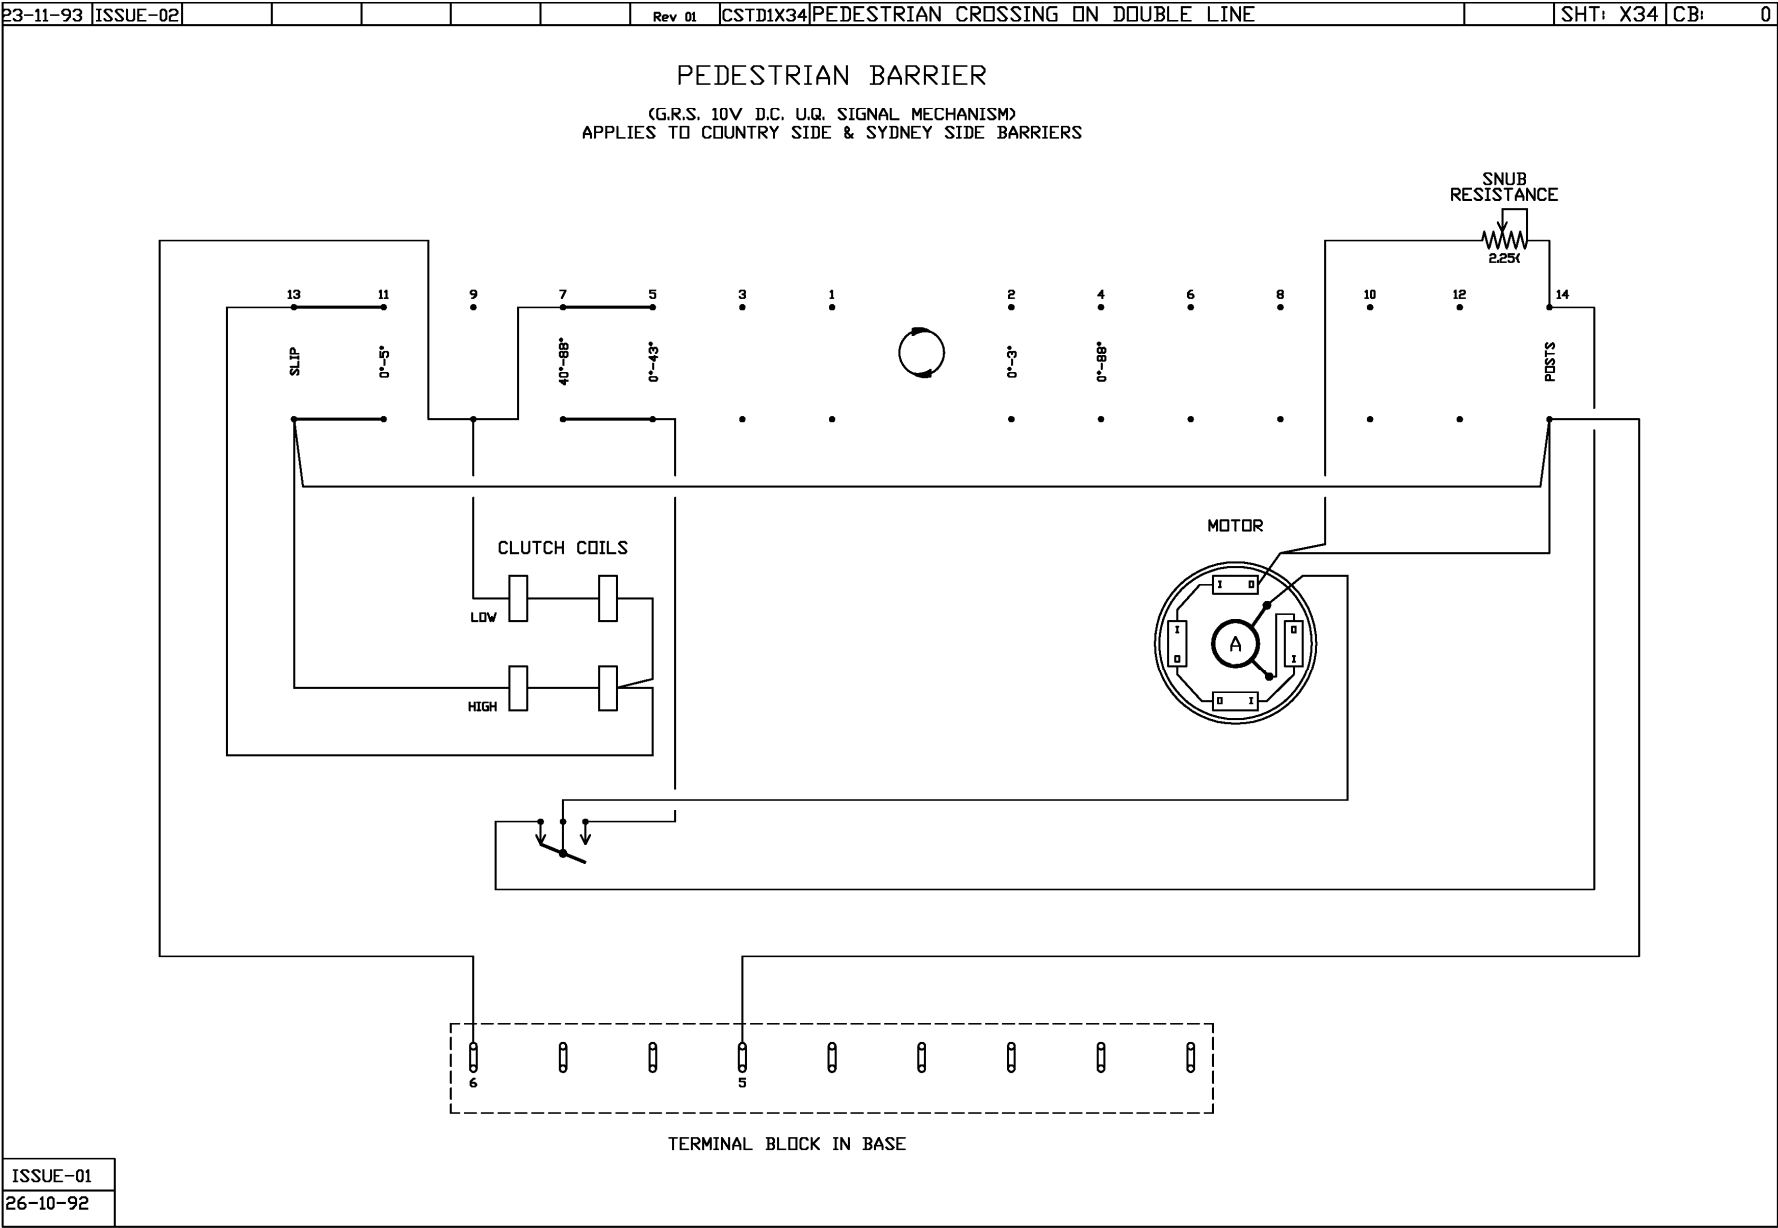 23-11-93 ISSUE-02 Rev 01 CSTD1X34 PEDESTRIAN CROSSING ON DOUBLE LINE SHT: X34 CB: 0
PEDESTRIAN BARRIER
(G.R.S. 10V D.C. U.Q. SIGNAL MECHANISM)
APPLIES TO COUNTRY SIDE & SYDNEY SIDE BARRIERS
SNUB
RESISTANCE
2.25(
13 11 9 7 5 3 1 2 4 6 8 10 12 14
SLIP 0°-5° 40°-88° 0°-43° 0°-3° 0°-88° POSTS
MOTOR
CLUTCH COILS
LOW
HIGH
I O
I O
A
O I
O I
6 5
TERMINAL BLOCK IN BASE
ISSUE-01
26-10-92